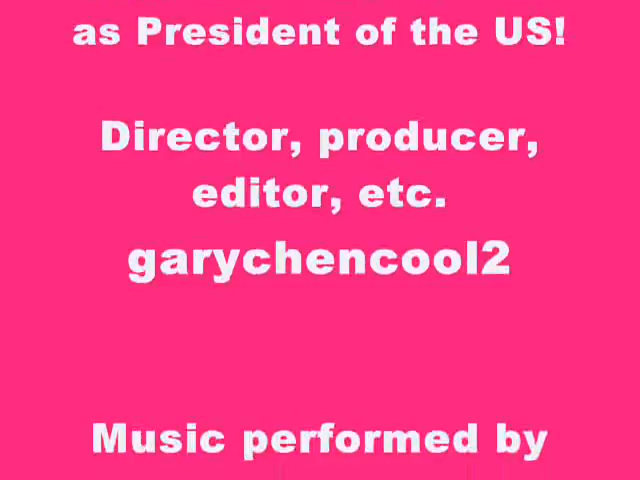 as President of the US!
Director, producer,
editor, etc.
garychencool2
Music performed by